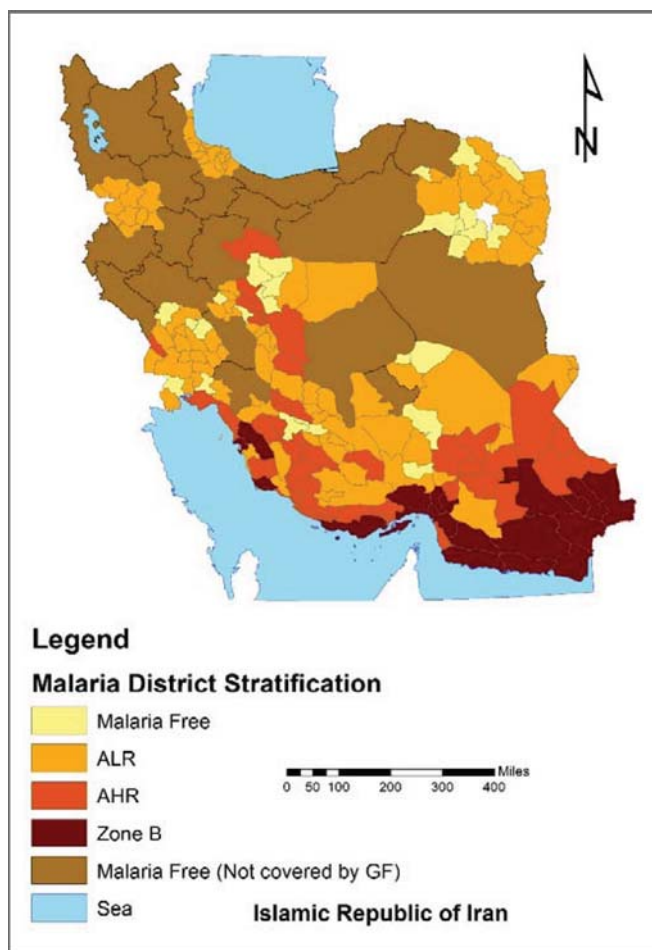 N
Legend
Malaria District Stratification
Malaria Free
ALR
AHR
Zone B
Malaria Free (Not covered by GF)
Sea
Miles
0 50 100 200 300 400
Islamic Republic of Iran